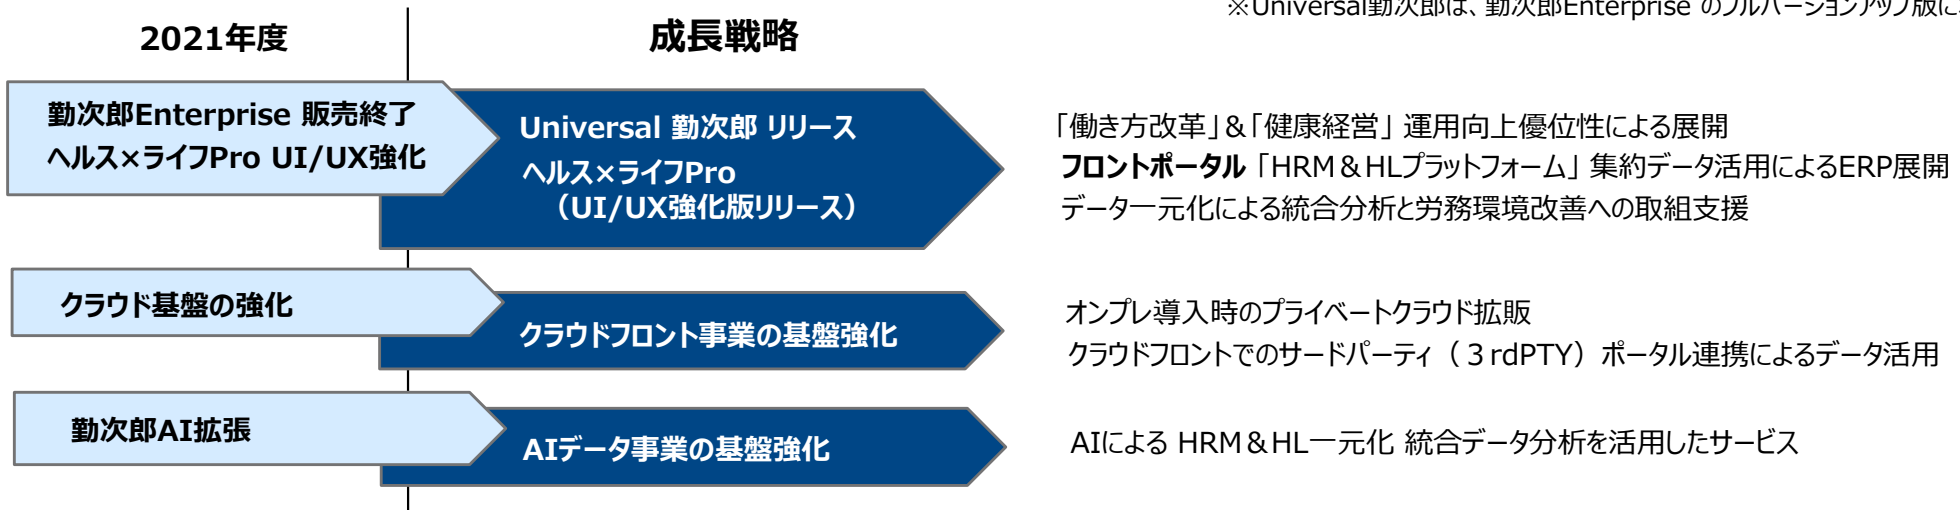 ※Universal勤次郎は、勤次郎Enterprise のフルバージョンアップ版に
2021年度
成長戦略
勤次郎Enterprise 販売終了
ヘルス×ライフPro UI/UX強化
Universal 勤次郎 リリース
ヘルス×ライフPro
（UI/UX強化版リリース）
「働き方改革」＆「健康経営」 運用向上優位性による展開
フロントポータル 「HRM＆HLプラットフォーム」 集約データ活用によるERP展開
データ一元化による統合分析と労務環境改善への取組支援
クラウド基盤の強化
クラウドフロント事業の基盤強化
オンプレ導入時のプライベートクラウド拡販
クラウドフロントでのサードパーティ（３rdPTY）ポータル連携によるデータ活用
勤次郎AI拡張
AIデータ事業の基盤強化
AIによる HRM＆HL一元化 統合データ分析を活用したサービス